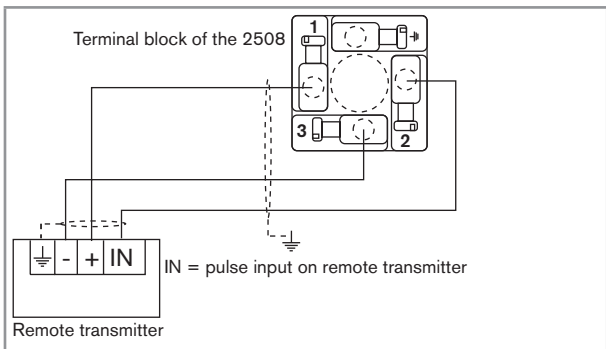 Terminal block of the 2508
1
3
2
- + IN
IN = pulse input on remote transmitter
Remote transmitter